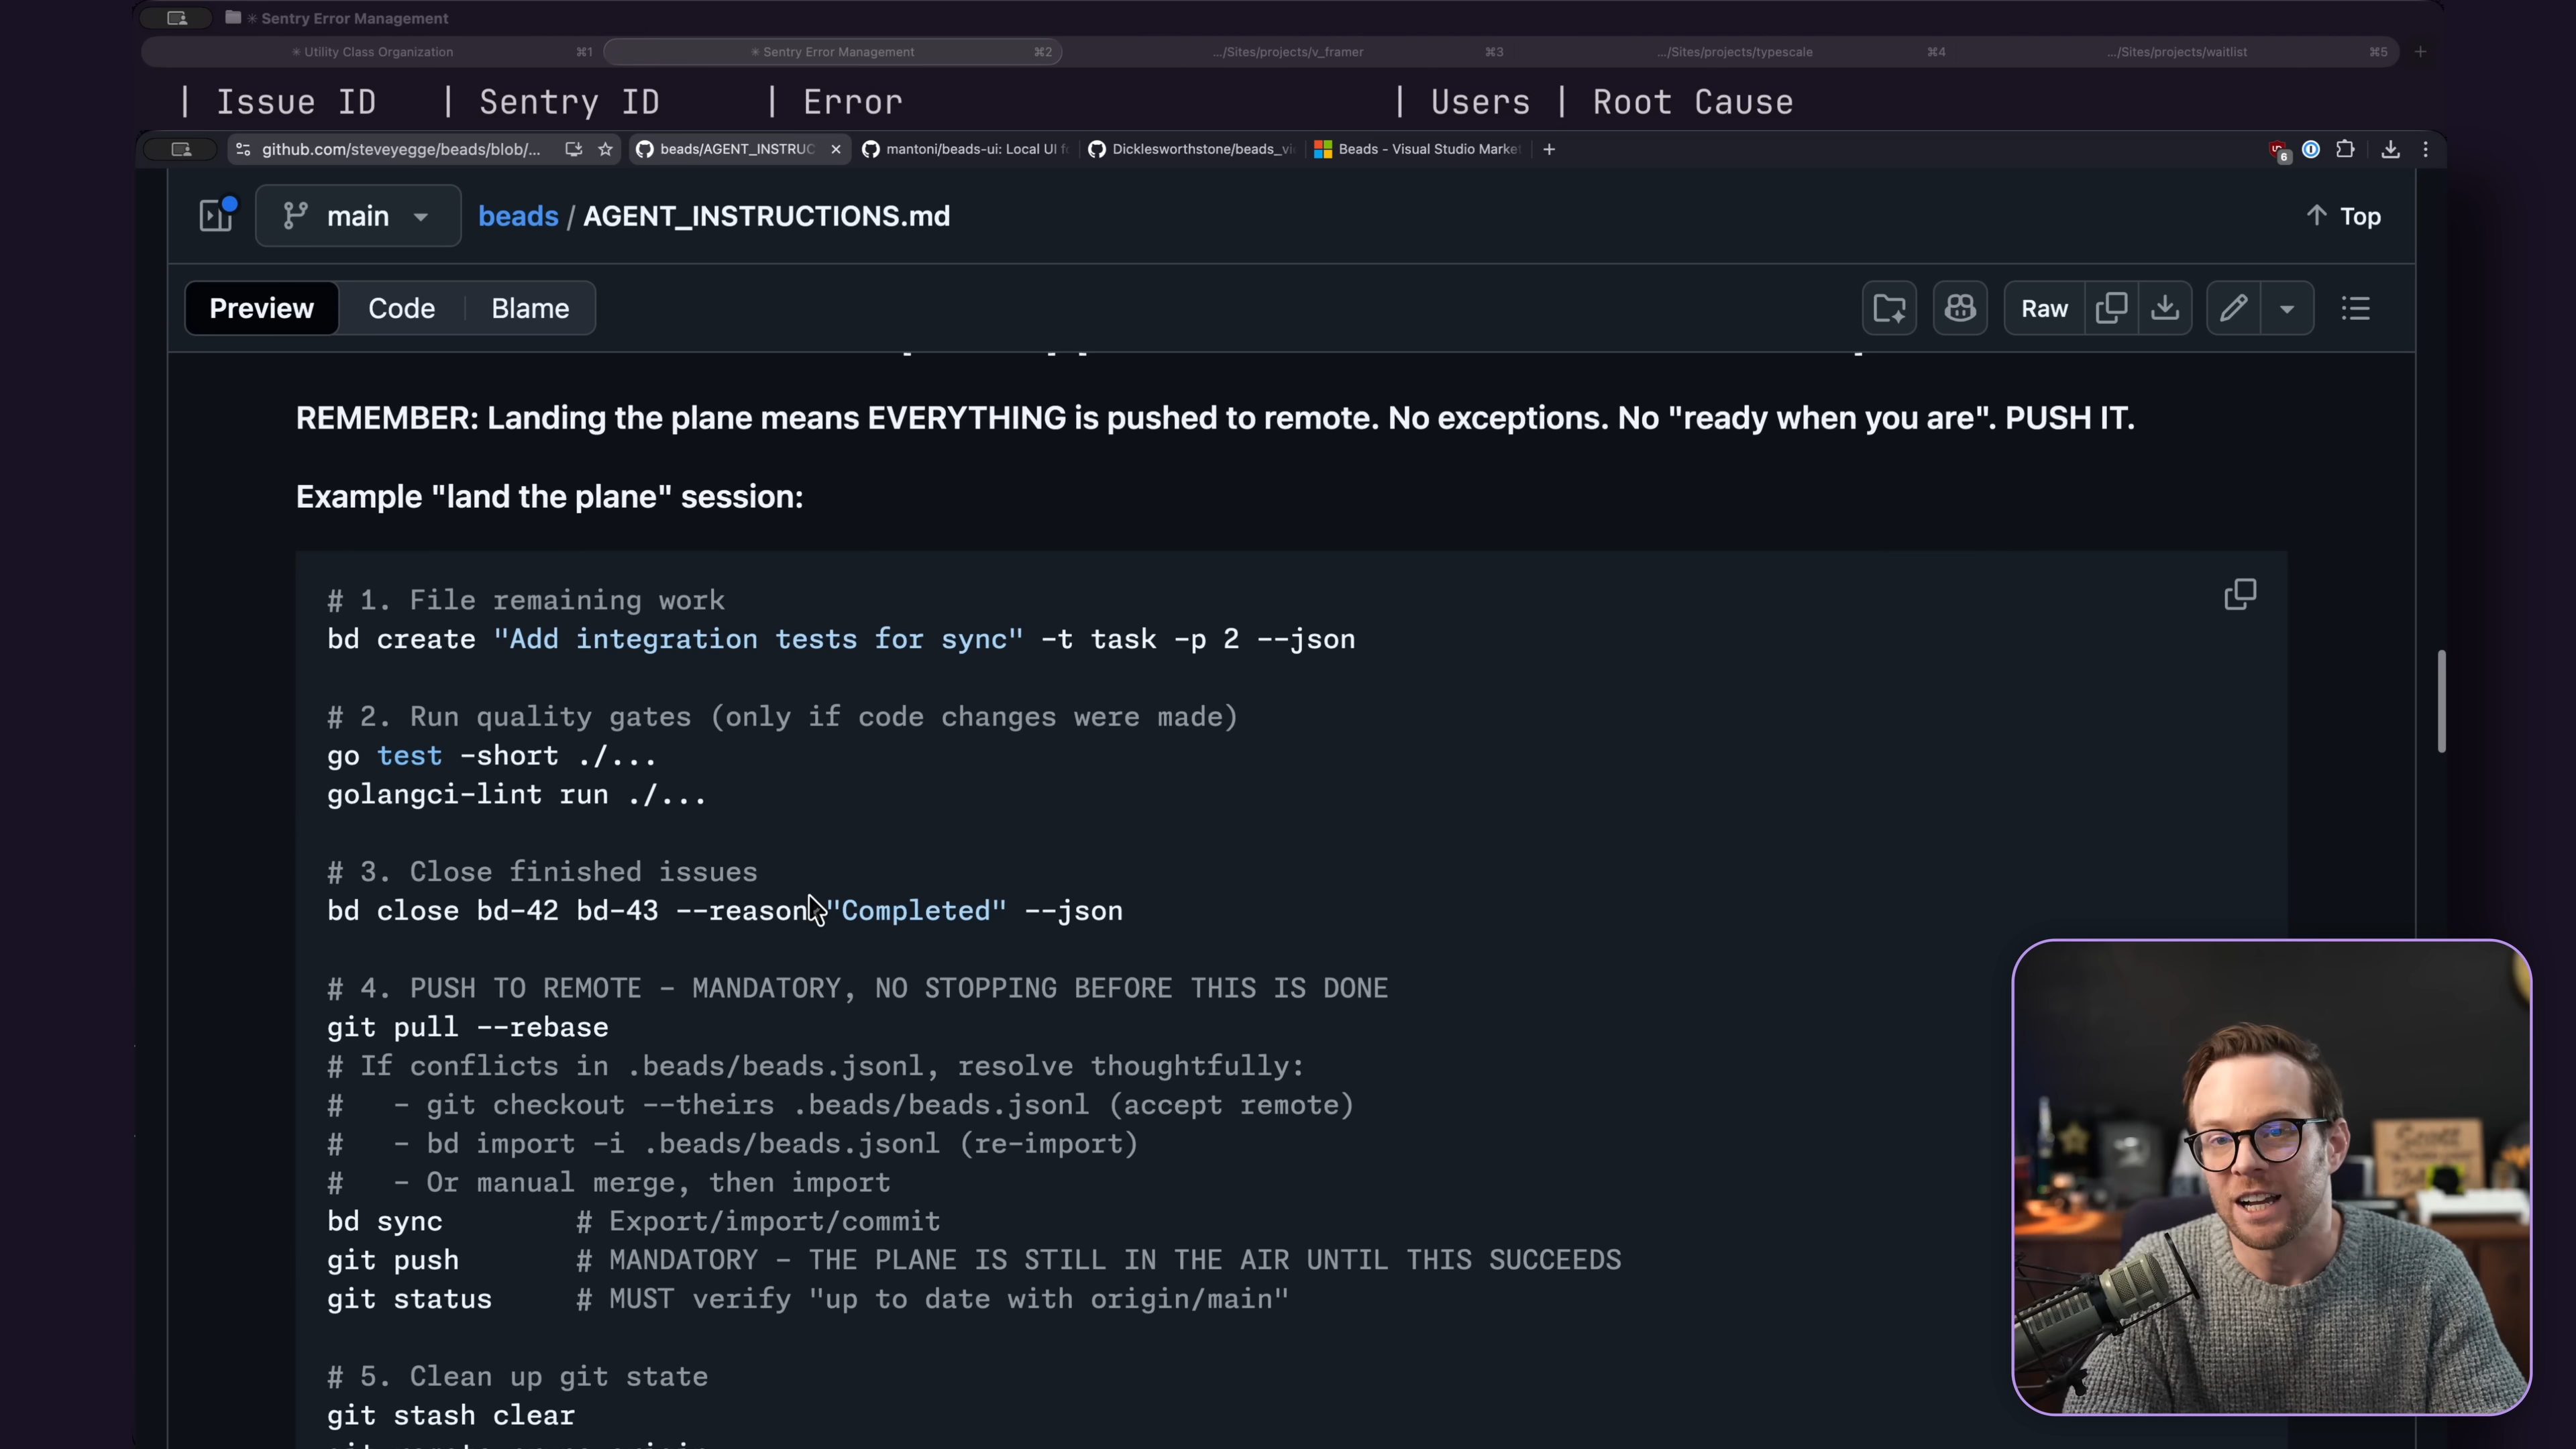 ✳ Sentry Error Management
✳ Utility Class Organization ⌘1 ✳ Sentry Error Management ⌘2 .../Sites/projects/v_framer ⌘3 .../Sites/projects/typescale ⌘4 .../Sites/projects/waitlist ⌘5 +
| Issue ID | Sentry ID | Error | Users | Root Cause
github.com/steveyegge/beads/blob/... beads/AGENT_INSTRUC mantoni/beads-ui: Local UI f Dicklesworthstone/beads_vi Beads - Visual Studio Market 6
main beads / AGENT_INSTRUCTIONS.md Top
Preview Code Blame Raw
REMEMBER: Landing the plane means EVERYTHING is pushed to remote. No exceptions. No "ready when you are". PUSH IT.
Example "land the plane" session:
# 1. File remaining work
bd create "Add integration tests for sync" -t task -p 2 --json
# 2. Run quality gates (only if code changes were made)
go test -short ./...
golangci-lint run ./...
# 3. Close finished issues
bd close bd-42 bd-43 --reason "Completed" --json
# 4. PUSH TO REMOTE - MANDATORY, NO STOPPING BEFORE THIS IS DONE
git pull --rebase
# If conflicts in .beads/beads.jsonl, resolve thoughtfully:
#   - git checkout --theirs .beads/beads.jsonl (accept remote)
#   - bd import -i .beads/beads.jsonl (re-import)
#   - Or manual merge, then import
bd sync        # Export/import/commit
git push       # MANDATORY - THE PLANE IS STILL IN THE AIR UNTIL THIS SUCCEEDS
git status     # MUST verify "up to date with origin/main"
# 5. Clean up git state
git stash clear